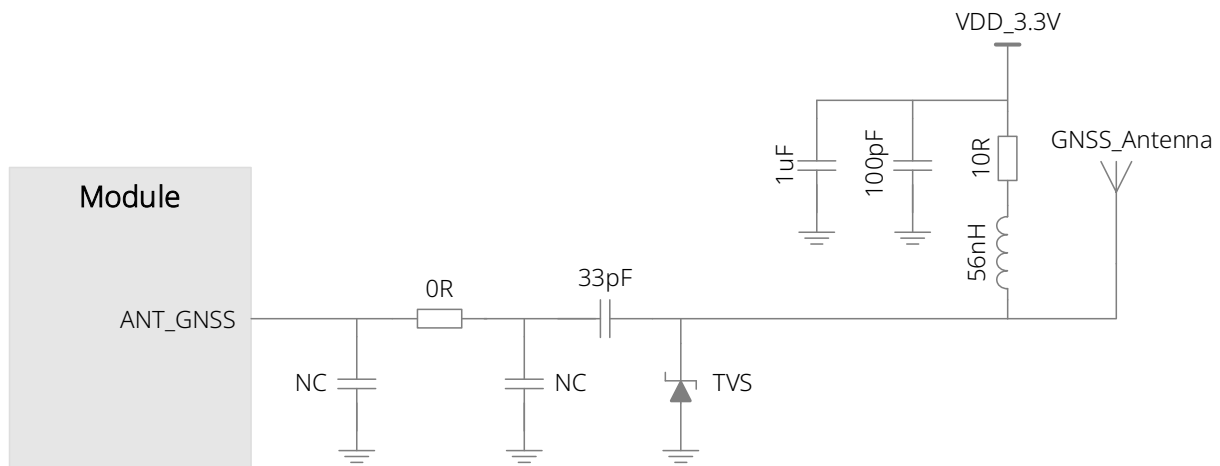 VDD_3.3V
1uF
100pF
10R
GNSS_Antenna
Module
56nH
33pF
0R
ANT_GNSS
NC
NC
TVS